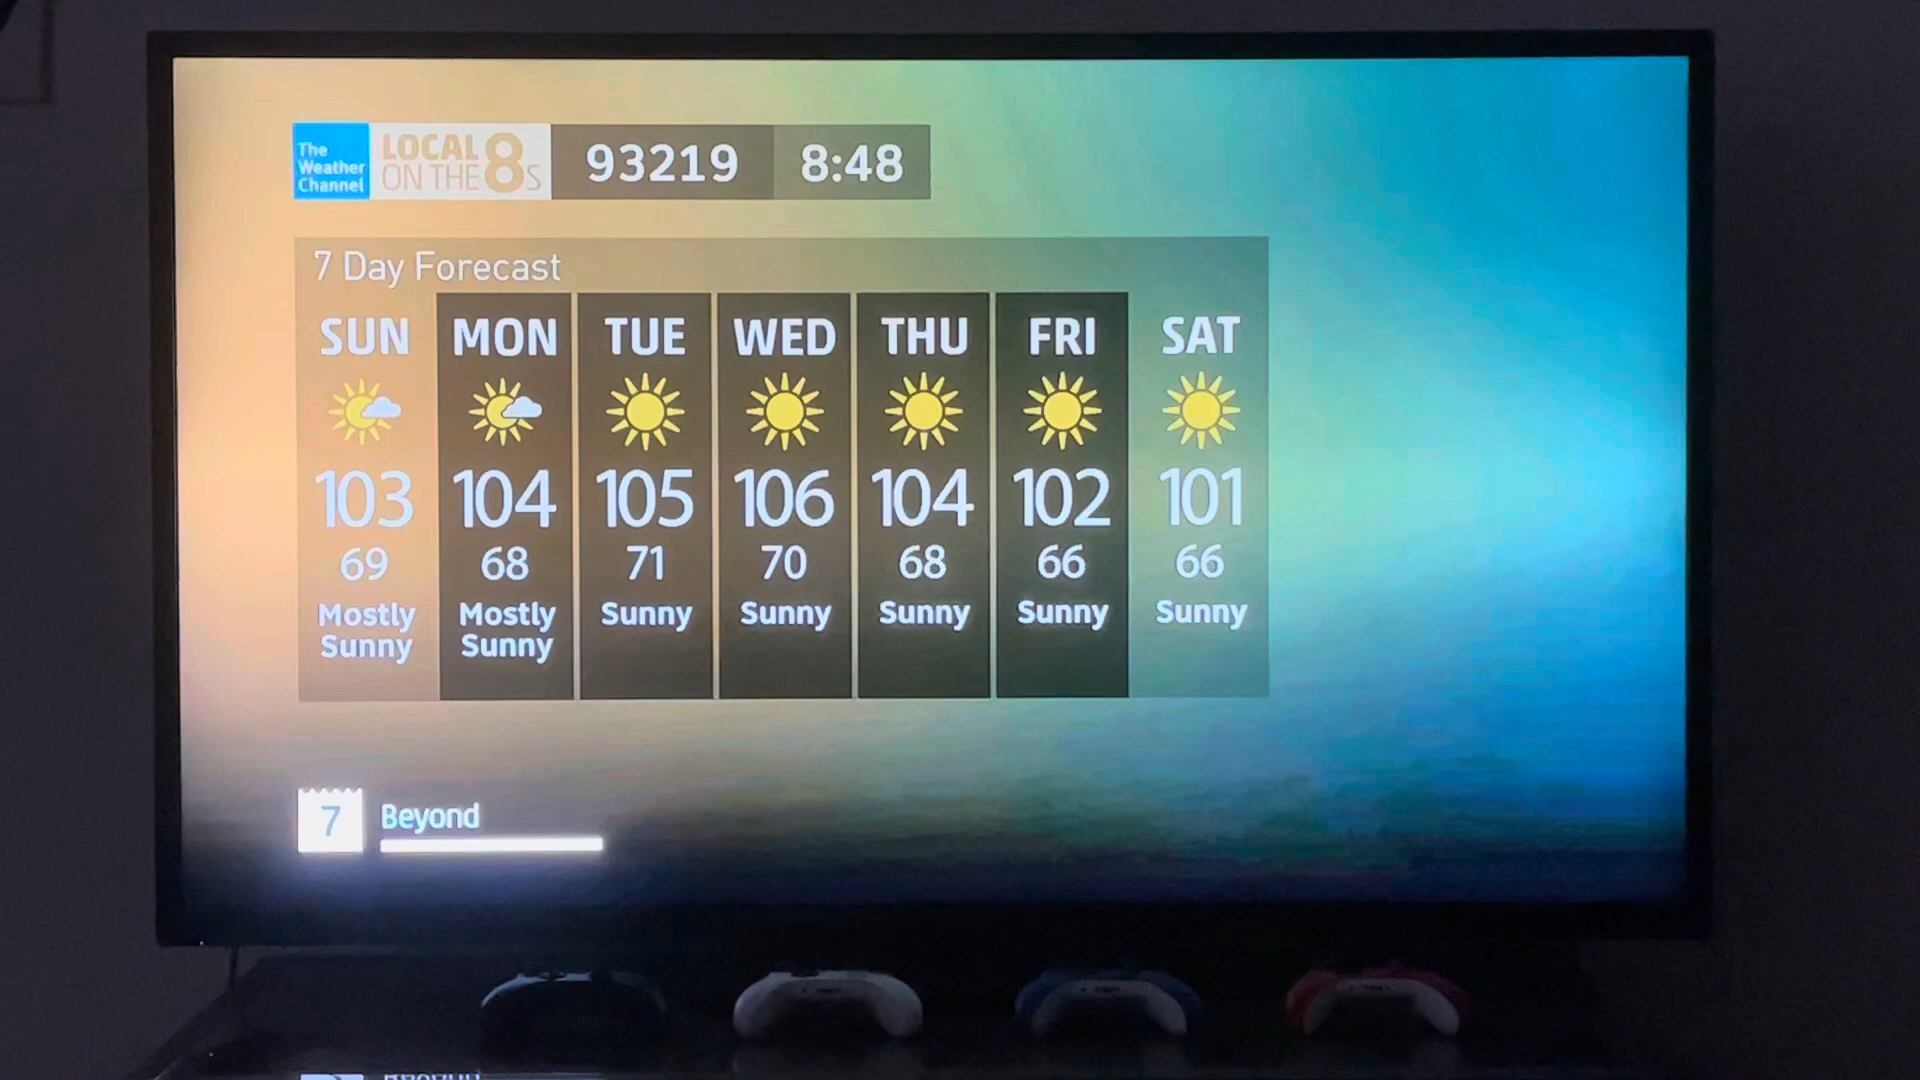 The Weather Channel
LOCAL ON THE 8s
93219 8:48
7 Day Forecast
SUN MON TUE WED THU FRI SAT
103 104 105 106 104 102 101
69 68 71 70 68 66 66
Mostly Sunny Mostly Sunny Sunny Sunny Sunny Sunny Sunny
7 Beyond